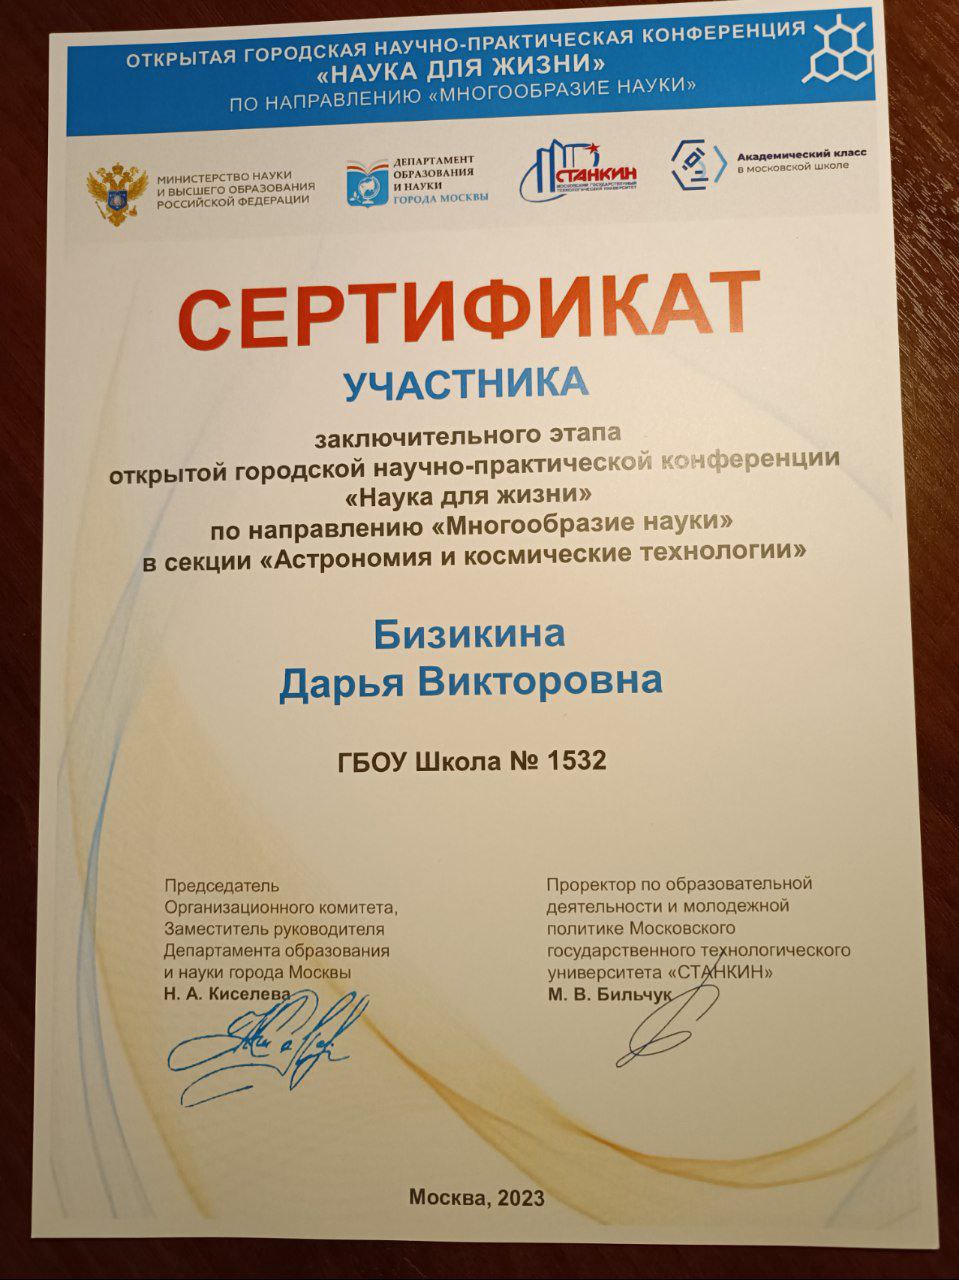 ОТКРЫТАЯ ГОРОДСКАЯ НАУЧНО-ПРАКТИЧЕСКАЯ КОНФЕРЕНЦИЯ
«НАУКА ДЛЯ ЖИЗНИ»
ПО НАПРАВЛЕНИЮ «МНОГООБРАЗИЕ НАУКИ»
МИНИСТЕРСТВО НАУКИ
И ВЫСШЕГО ОБРАЗОВАНИЯ
РОССИЙСКОЙ ФЕДЕРАЦИИ
ДЕПАРТАМЕНТ
ОБРАЗОВАНИЯ
И НАУКИ
ГОРОДА МОСКВЫ
СТАНКИН
МОСКОВСКИЙ ГОСУДАРСТВЕННЫЙ
ТЕХНОЛОГИЧЕСКИЙ УНИВЕРСИТЕТ
Академический класс
в московской школе
СЕРТИФИКАТ
УЧАСТНИКА
заключительного этапа
открытой городской научно-практической конференции
«Наука для жизни»
по направлению «Многообразие науки»
в секции «Астрономия и космические технологии»
Бизикина
Дарья Викторовна
ГБОУ Школа № 1532
Председатель
Организационного комитета,
Заместитель руководителя
Департамента образования
и науки города Москвы
Н. А. Киселева
Проректор по образовательной
деятельности и молодежной
политике Московского
государственного технологического
университета «СТАНКИН»
М. В. Бильчук
Москва, 2023